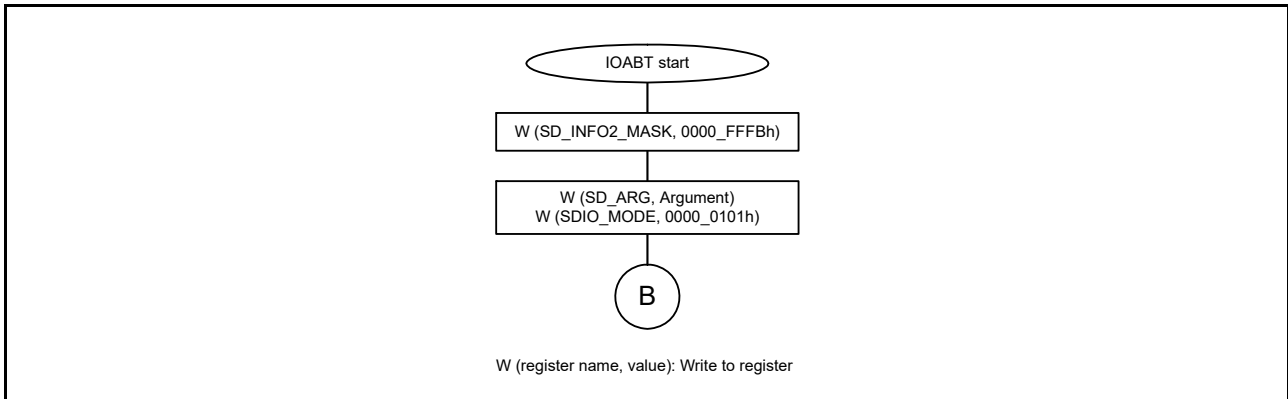 IOABT start
W (SD_INFO2_MASK, 0000_FFFBh)
W (SD_ARG, Argument)
W (SDIO_MODE, 0000_0101h)
B
W (register name, value): Write to register